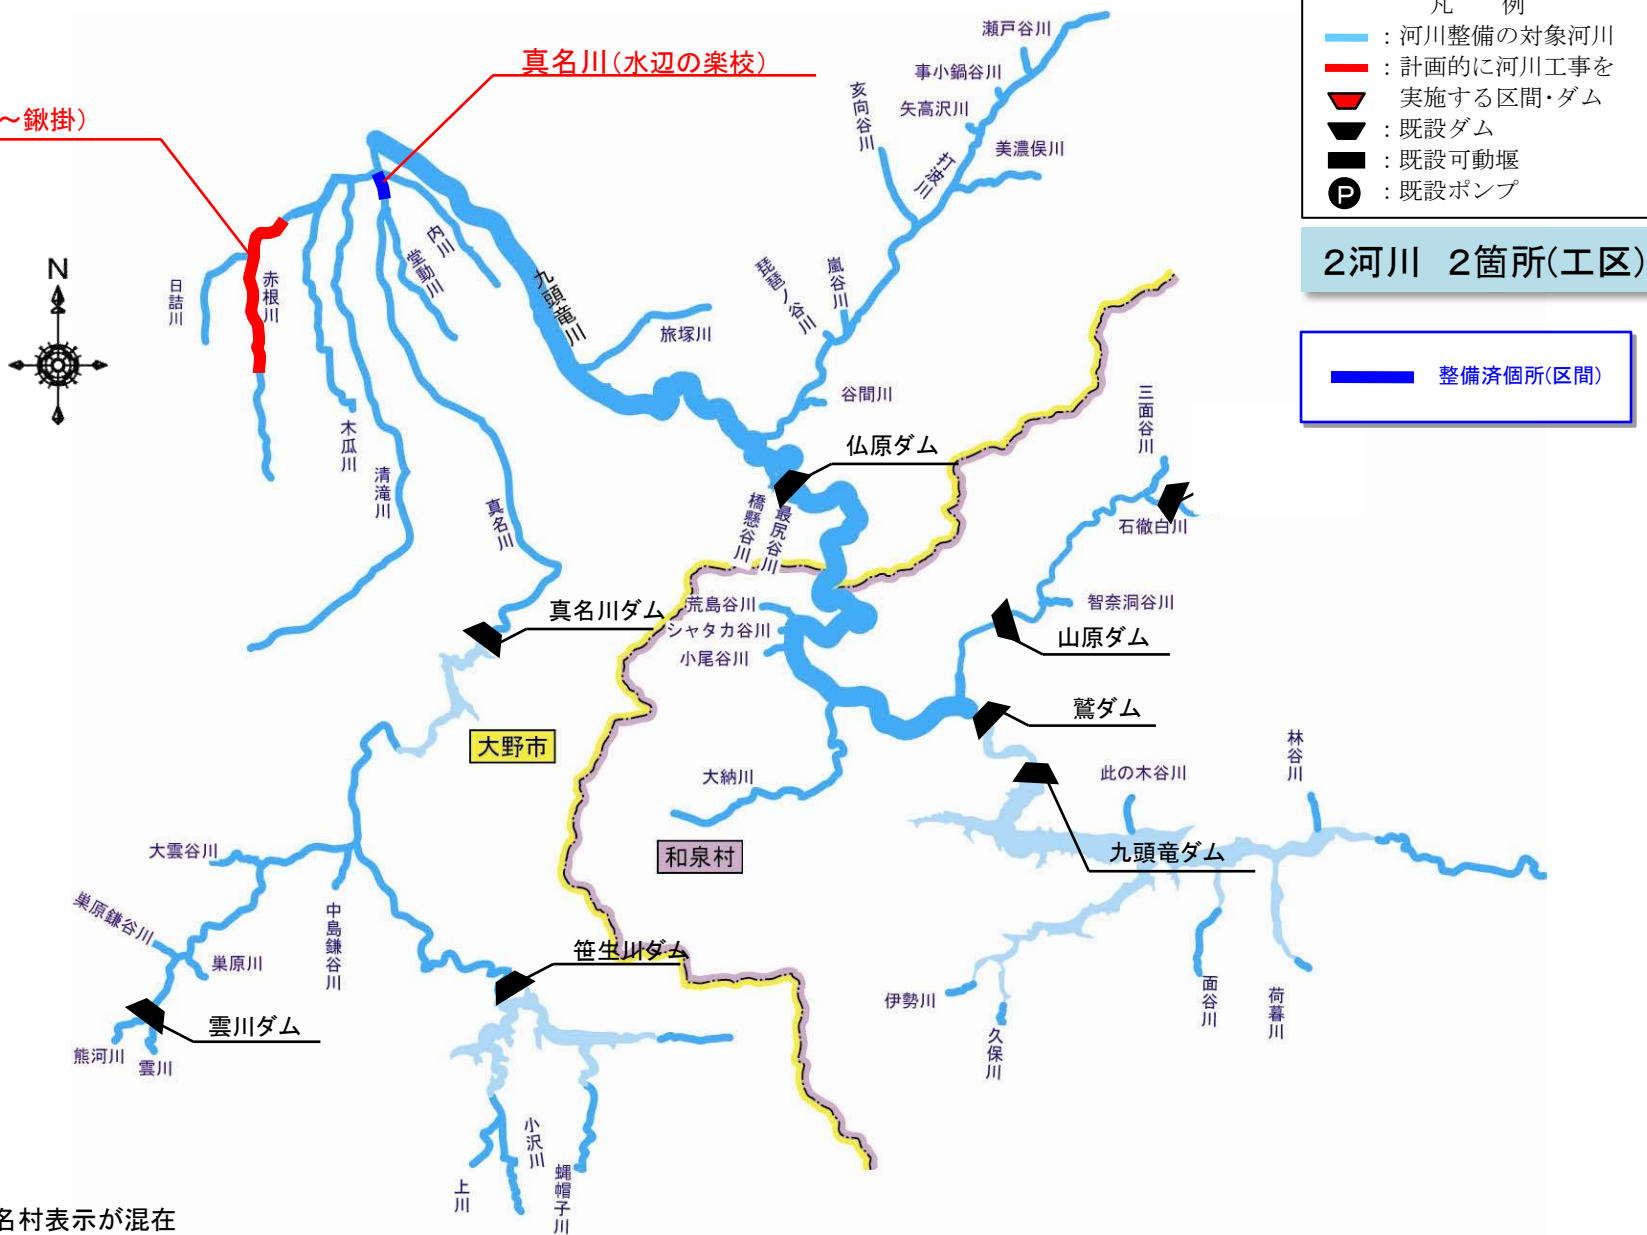 凡 例
：河川整備の対象河川
：計画的に河川工事を
実施する区間･ダム
：既設ダム
：既設可動堰
P ：既設ポンプ
2河川 2箇所(工区)
整備済個所(区間)
真名川(水辺の楽校)
～鍬掛)
N
瀬戸谷川
事小鍋谷川
矢高沢川
亥向谷川
美濃俣川
打波川
内川
堂動川
九頭竜川
日詰川
赤根川
琵琶ノ谷川
嵐谷川
旅塚川
谷間川
木瓜川
清滝川
真名川
仏原ダム
橋懸谷川
最尻谷川
三面谷川
石徹白川
智奈洞谷川
山原ダム
真名川ダム
荒島谷川
シャタカ谷川
小尾谷川
鷲ダム
大野市
大納川
此の木谷川
林谷川
和泉村
九頭竜ダム
大雲谷川
巣原鎌谷川
巣原川
中島鎌谷川
笹生川ダム
雲川ダム
熊河川
雲川
伊勢川
久保川
面谷川
荷暮川
上川
小沢川
蝿帽子川
名村表示が混在